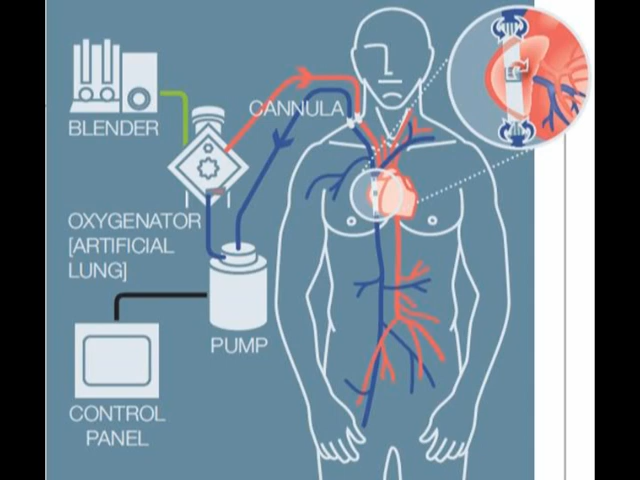 CANNULA
BLENDER
OXYGENATOR
[ARTIFICIAL
LUNG]
PUMP
CONTROL
PANEL